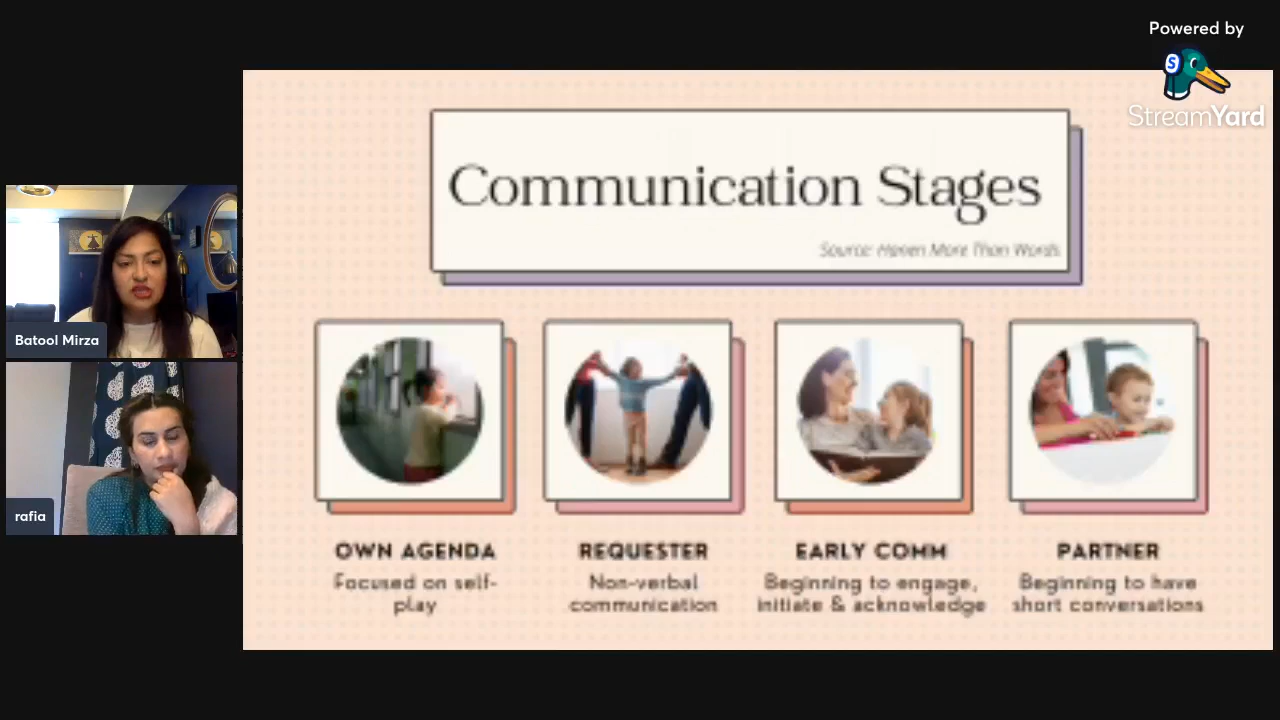 Powered by
S
StreamYard
Communication Stages
Source: Hanen More Than Words
Batool Mirza
rafia
OWN AGENDA
Focused on self-
play
REQUESTER
Non-verbal
communication
EARLY COMM
Beginning to engage,
initiate & acknowledge
PARTNER
Beginning to have
short conversations